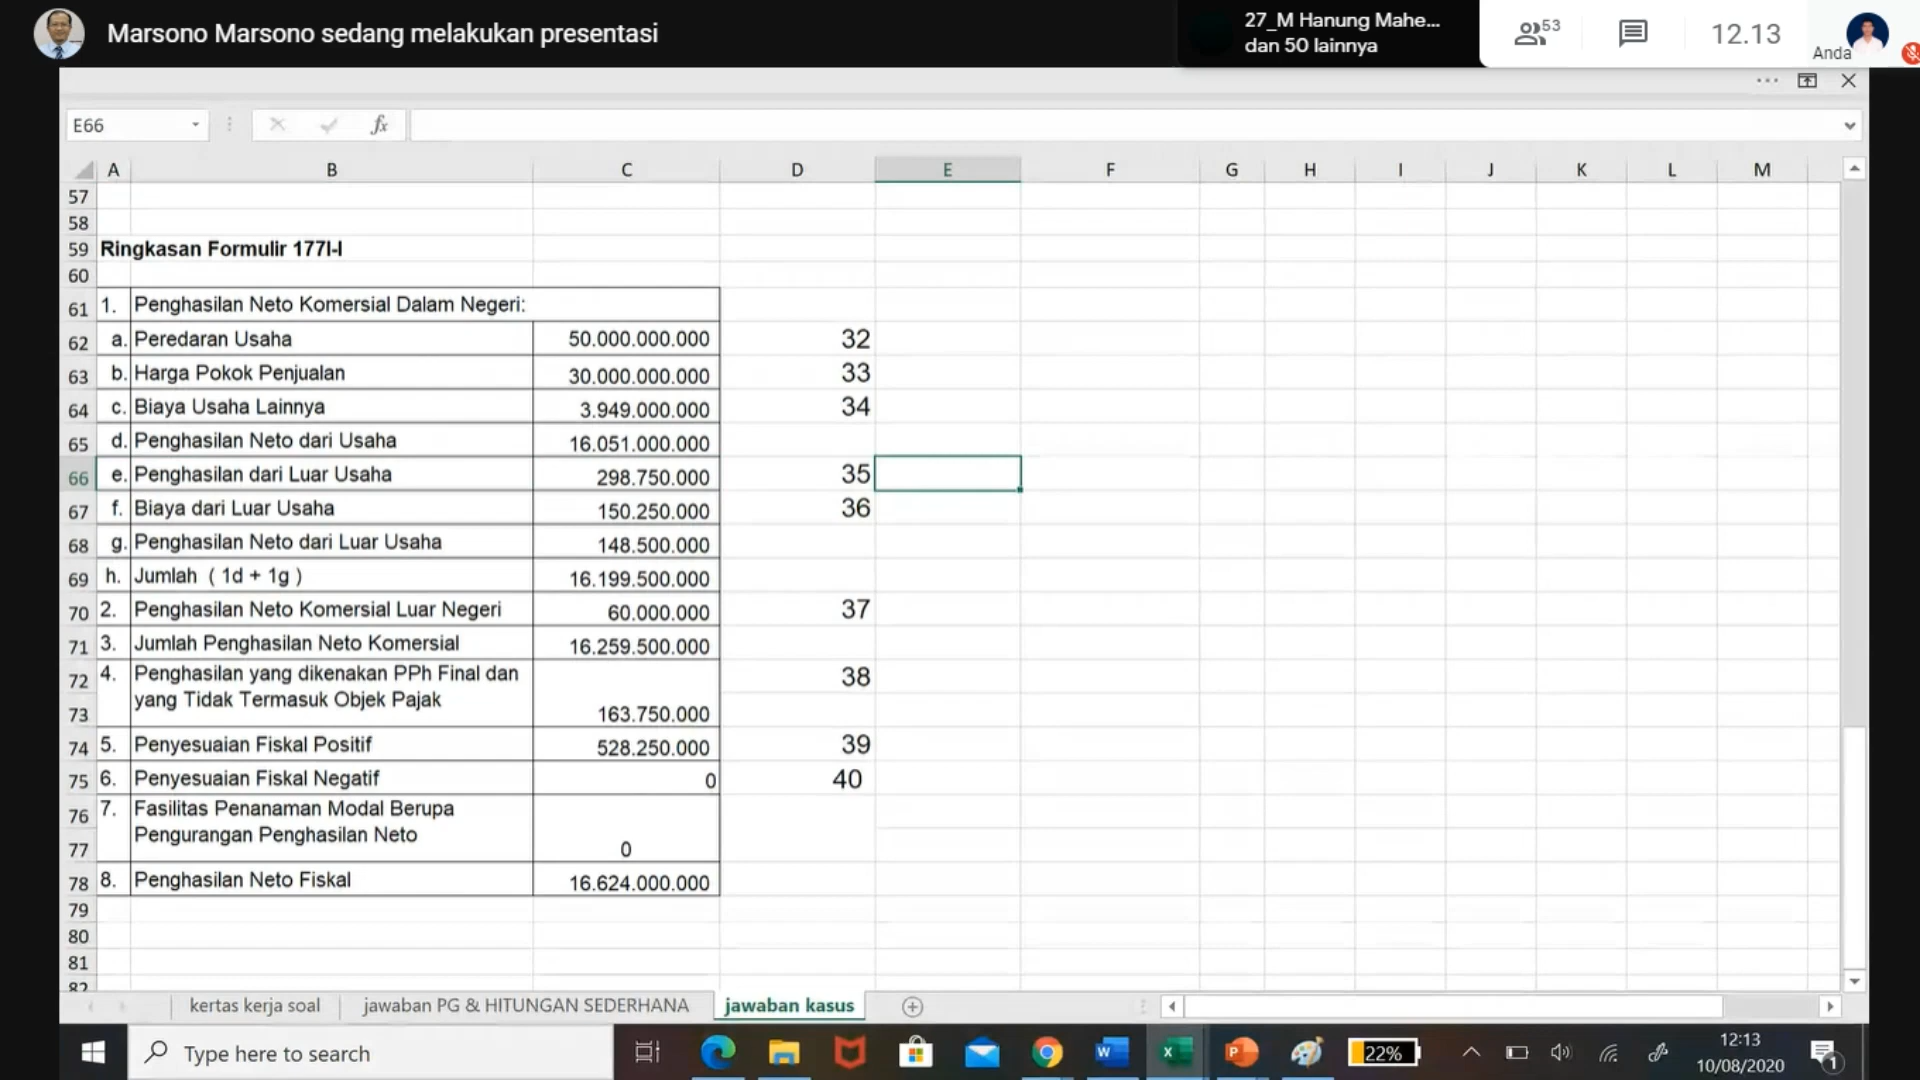 Marsono Marsono sedang melakukan presentasi
27_M Hanung Mahe...
dan 50 lainnya
53
12.13
Anda
E66
fx
A B C D E F G H I J K L M
57
58
59 Ringkasan Formulir 177I-I
60
61 1. Penghasilan Neto Komersial Dalam Negeri:
62 a. Peredaran Usaha 50.000.000.000 32
63 b. Harga Pokok Penjualan 30.000.000.000 33
64 c. Biaya Usaha Lainnya 3.949.000.000 34
65 d. Penghasilan Neto dari Usaha 16.051.000.000
66 e. Penghasilan dari Luar Usaha 298.750.000 35
67 f. Biaya dari Luar Usaha 150.250.000 36
68 g. Penghasilan Neto dari Luar Usaha 148.500.000
69 h. Jumlah ( 1d + 1g ) 16.199.500.000
70 2. Penghasilan Neto Komersial Luar Negeri 60.000.000 37
71 3. Jumlah Penghasilan Neto Komersial 16.259.500.000
72 4. Penghasilan yang dikenakan PPh Final dan 38
73 yang Tidak Termasuk Objek Pajak 163.750.000
74 5. Penyesuaian Fiskal Positif 528.250.000 39
75 6. Penyesuaian Fiskal Negatif 0 40
76 7. Fasilitas Penanaman Modal Berupa
77 Pengurangan Penghasilan Neto 0
78 8. Penghasilan Neto Fiskal 16.624.000.000
79
80
81
82
kertas kerja soal jawaban PG & HITUNGAN SEDERHANA jawaban kasus
Type here to search
22%
12:13
10/08/2020
1